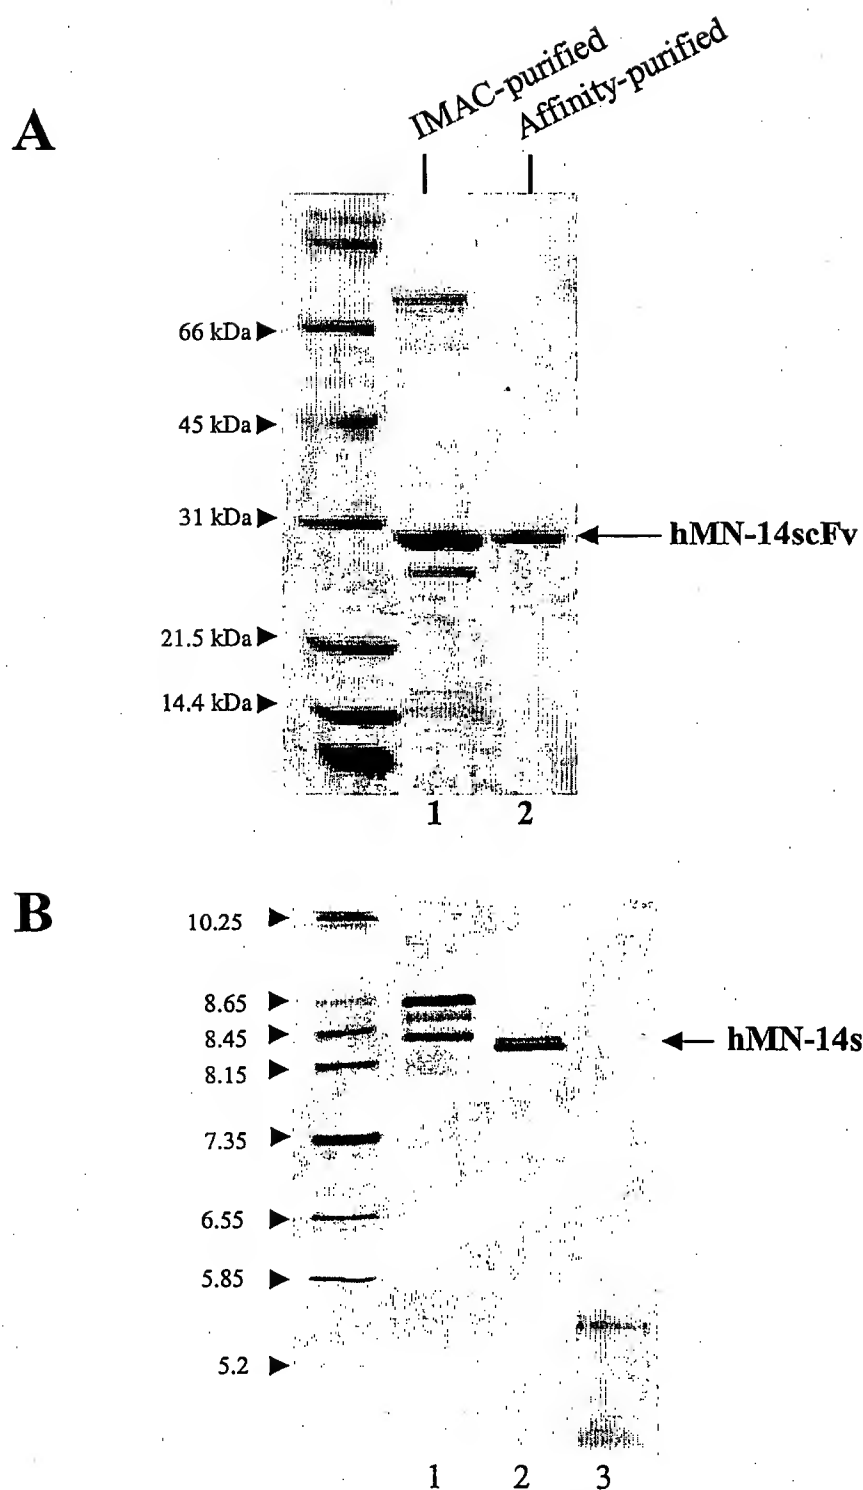 IMAC-purified
Affinity-purified
A
66 kDa
45 kDa
31 kDa
hMN-14scFv
21.5 kDa
14.4 kDa
1 2
B
10.25
8.65
8.45
hMN-14s
8.15
7.35
6.55
5.85
5.2
1 2 3